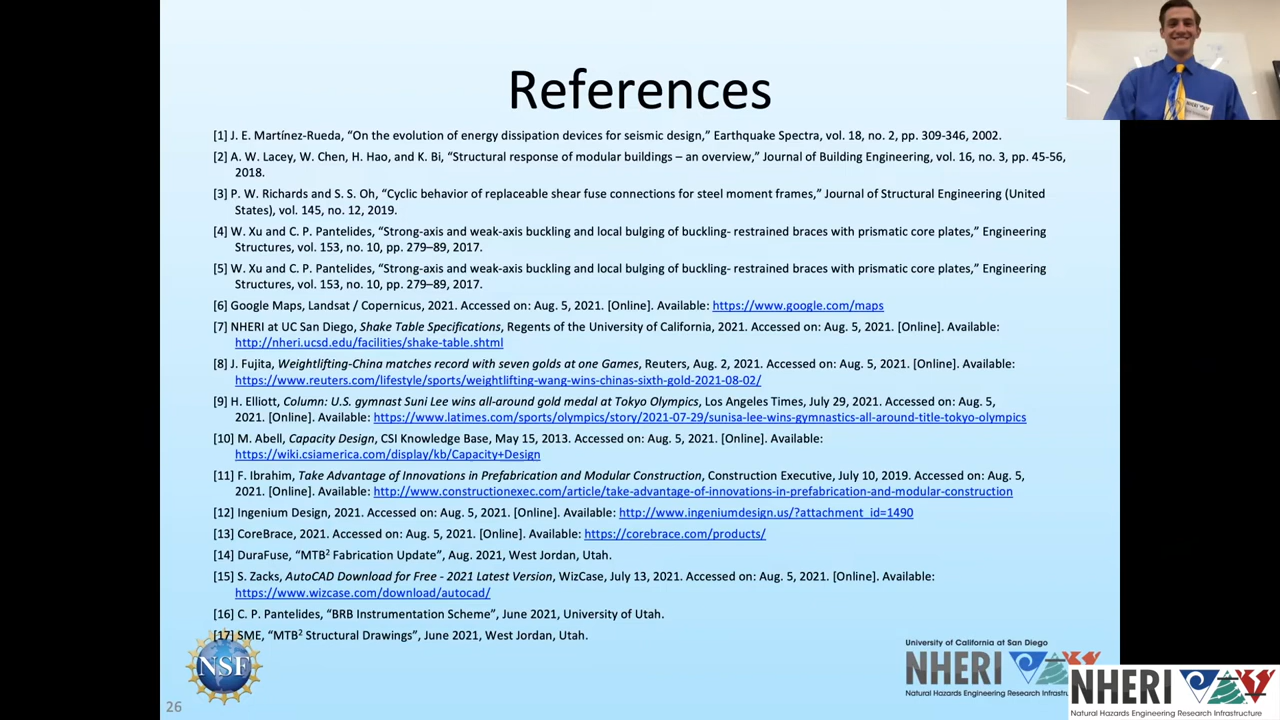 References
[1] J. E. Martínez-Rueda, “On the evolution of energy dissipation devices for seismic design,” Earthquake Spectra, vol. 18, no. 2, pp. 309-346, 2002.
[2] A. W. Lacey, W. Chen, H. Hao, and K. Bi, “Structural response of modular buildings – an overview,” Journal of Building Engineering, vol. 16, no. 3, pp. 45-56,
2018.
[3] P. W. Richards and S. S. Oh, “Cyclic behavior of replaceable shear fuse connections for steel moment frames,” Journal of Structural Engineering (United
States), vol. 145, no. 12, 2019.
[4] W. Xu and C. P. Pantelides, “Strong-axis and weak-axis buckling and local bulging of buckling- restrained braces with prismatic core plates,” Engineering
Structures, vol. 153, no. 10, pp. 279–89, 2017.
[5] W. Xu and C. P. Pantelides, “Strong-axis and weak-axis buckling and local bulging of buckling- restrained braces with prismatic core plates,” Engineering
Structures, vol. 153, no. 10, pp. 279–89, 2017.
[6] Google Maps, Landsat / Copernicus, 2021. Accessed on: Aug. 5, 2021. [Online]. Available: https://www.google.com/maps
[7] NHERI at UC San Diego, Shake Table Specifications, Regents of the University of California, 2021. Accessed on: Aug. 5, 2021. [Online]. Available:
http://nheri.ucsd.edu/facilities/shake-table.shtml
[8] J. Fujita, Weightlifting-China matches record with seven golds at one Games, Reuters, Aug. 2, 2021. Accessed on: Aug. 5, 2021. [Online]. Available:
https://www.reuters.com/lifestyle/sports/weightlifting-wang-wins-chinas-sixth-gold-2021-08-02/
[9] H. Elliott, Column: U.S. gymnast Suni Lee wins all-around gold medal at Tokyo Olympics, Los Angeles Times, July 29, 2021. Accessed on: Aug. 5,
2021. [Online]. Available: https://www.latimes.com/sports/olympics/story/2021-07-29/sunisa-lee-wins-gymnastics-all-around-title-tokyo-olympics
[10] M. Abell, Capacity Design, CSI Knowledge Base, May 15, 2013. Accessed on: Aug. 5, 2021. [Online]. Available:
https://wiki.csiamerica.com/display/kb/Capacity+Design
[11] F. Ibrahim, Take Advantage of Innovations in Prefabrication and Modular Construction, Construction Executive, July 10, 2019. Accessed on: Aug. 5,
2021. [Online]. Available: http://www.constructionexec.com/article/take-advantage-of-innovations-in-prefabrication-and-modular-construction
[12] Ingenium Design, 2021. Accessed on: Aug. 5, 2021. [Online]. Available: http://www.ingeniumdesign.us/?attachment_id=1490
[13] CoreBrace, 2021. Accessed on: Aug. 5, 2021. [Online]. Available: https://corebrace.com/products/
[14] DuraFuse, “MTB² Fabrication Update”, Aug. 2021, West Jordan, Utah.
[15] S. Zacks, AutoCAD Download for Free - 2021 Latest Version, WizCase, July 13, 2021. Accessed on: Aug. 5, 2021. [Online]. Available:
https://www.wizcase.com/download/autocad/
[16] C. P. Pantelides, “BRB Instrumentation Scheme”, June 2021, University of Utah.
[17] SME, “MTB² Structural Drawings”, June 2021, West Jordan, Utah.
NSF
University of California at San Diego
NHERI
Natural Hazards Engineering Research
NHERI
Natural Hazards Engineering Research Infrastructure
26